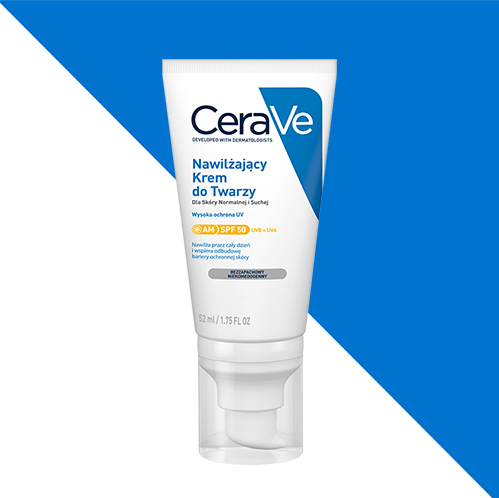 CeraVe
DEVELOPED WITH DERMATOLOGISTS
Nawilżający
Krem
do Twarzy
Dla Skóry Normalnej i Suchej
Wysoka ochrona UV
AM SPF 50 UVB + UVA
Nawilża przez cały dzień
i wspiera odbudowę
bariery ochronnej skóry
BEZZAPACHOWY
NIEKOMEDOGENNY
52 ml / 1.75 FL OZ